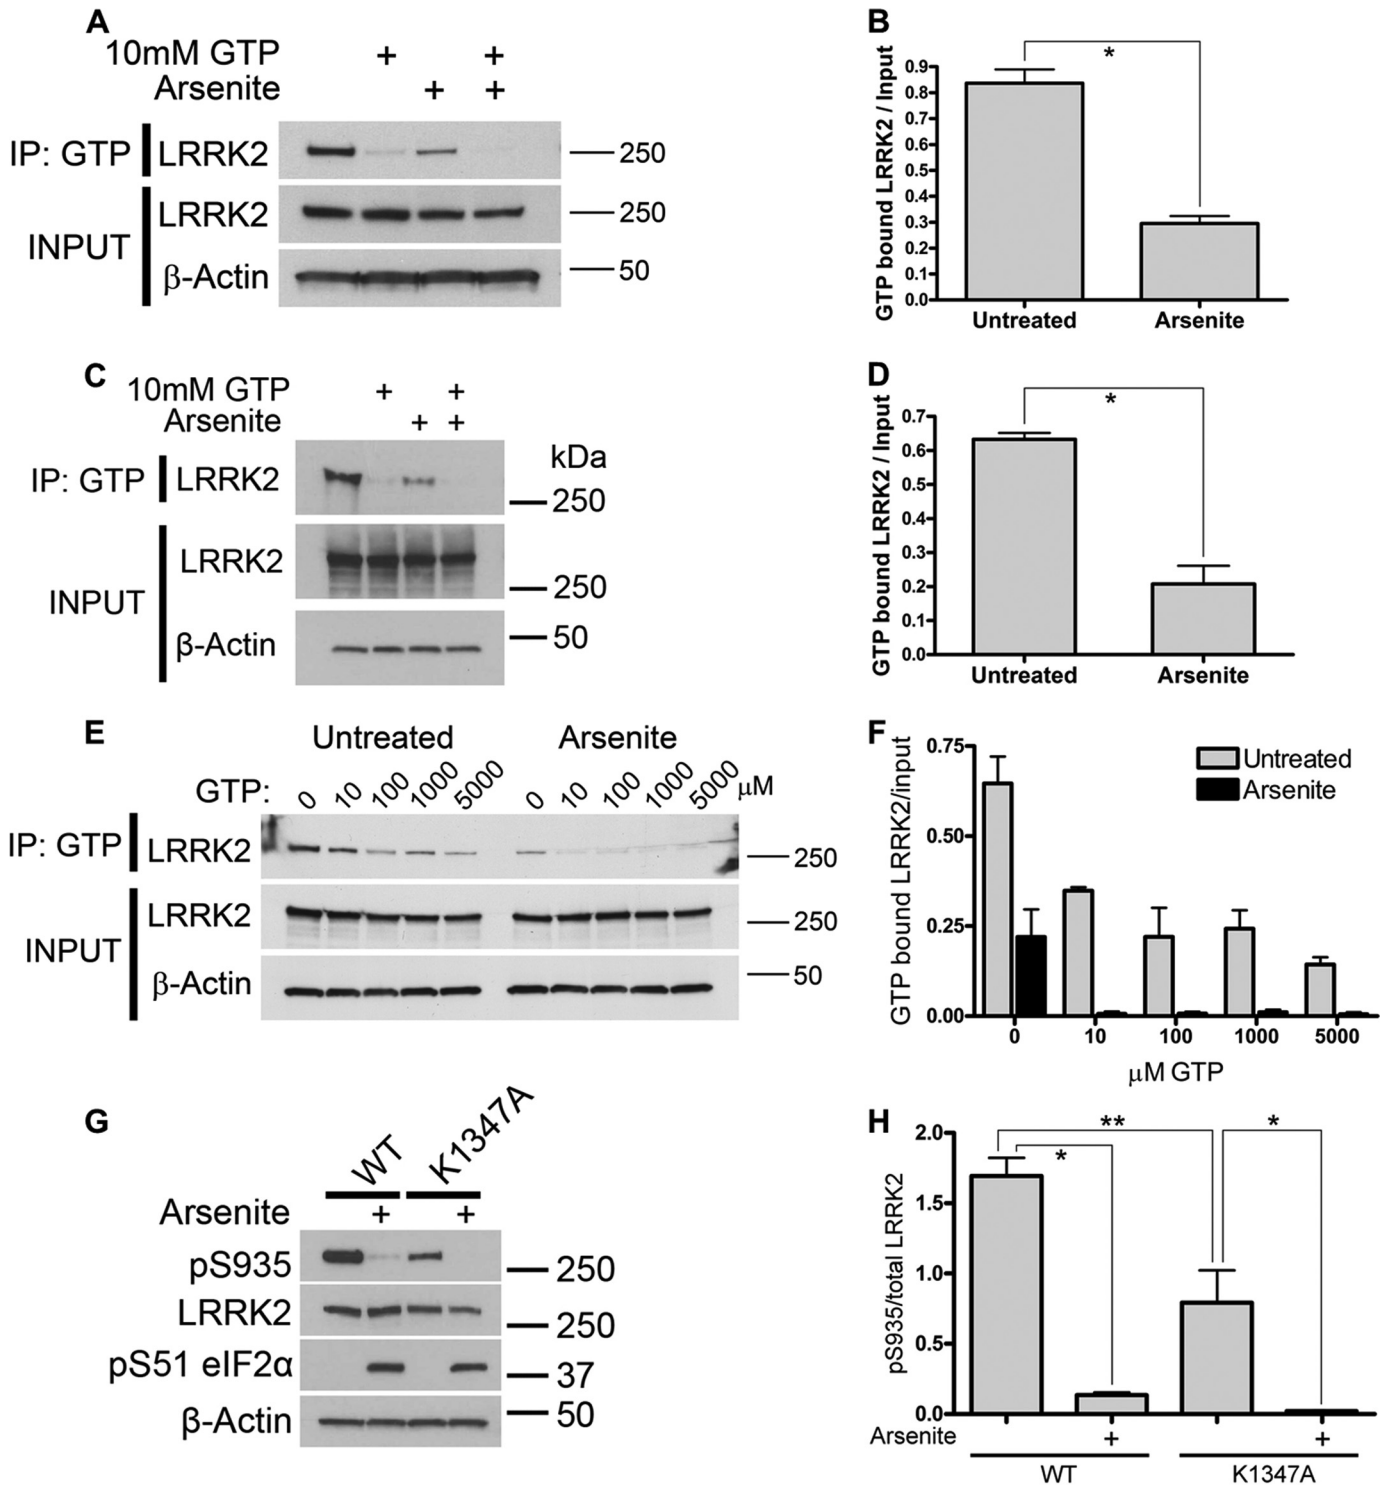 A
10mM GTP + +
Arsenite + +
IP: GTP LRRK2 250
INPUT LRRK2 250
β-Actin 50
B
GTP bound LRRK2 / Input
0.9
0.8
0.7
0.6
0.5
0.4
0.3
0.2
0.1
0.0
*
Untreated Arsenite
C
10mM GTP + +
Arsenite + +
kDa
IP: GTP LRRK2 250
INPUT LRRK2 250
β-Actin 50
D
GTP bound LRRK2 / Input
0.7
0.6
0.5
0.4
0.3
0.2
0.1
0.0
*
Untreated Arsenite
E
Untreated Arsenite
GTP: 0 10 100 1000 5000 0 10 100 1000 5000 μM
IP: GTP LRRK2 250
INPUT LRRK2 250
β-Actin 50
F
GTP bound LRRK2/input
0.75
0.50
0.25
0.00
Untreated
Arsenite
0 10 100 1000 5000
μM GTP
G
WT K1347A
Arsenite + +
pS935 250
LRRK2 250
pS51 eIF2α 37
β-Actin 50
H
pS935/total LRRK2
2.0
1.5
1.0
0.5
0.0
** *
*
Arsenite + +
WT K1347A